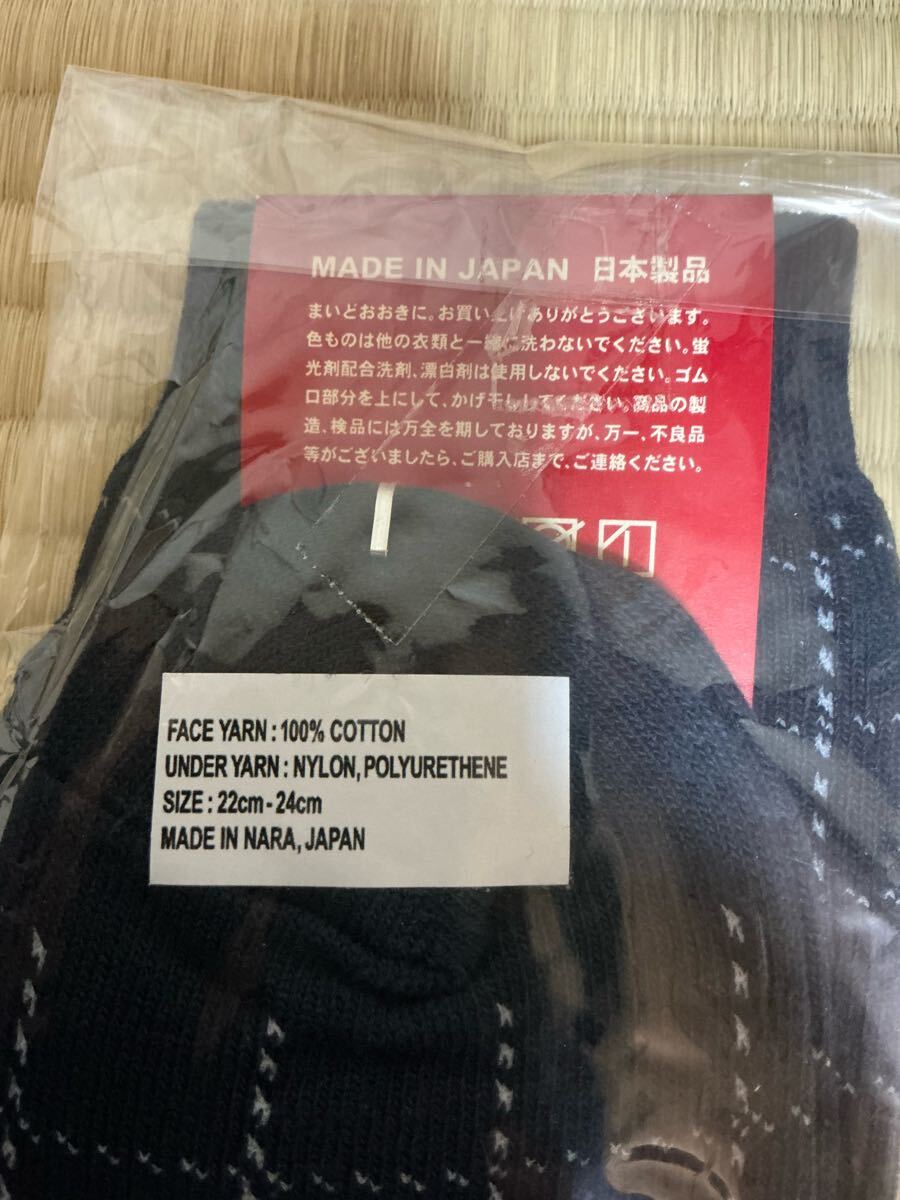 MADE IN JAPAN 日本製品
まいどおおきに。お買い上げありがとうございます。
色ものは他の衣類と一緒に洗わないでください。蛍
光剤配合洗剤、漂白剤は使用しないでください。ゴム
口部分を上にして、かげ干ししてください。商品の製
造、検品には万全を期しておりますが、万一、不良品
等がございましたら、ご購入店まで、ご連絡ください。
FACE YARN : 100% COTTON
UNDER YARN : NYLON, POLYURETHENE
SIZE : 22cm - 24cm
MADE IN NARA, JAPAN